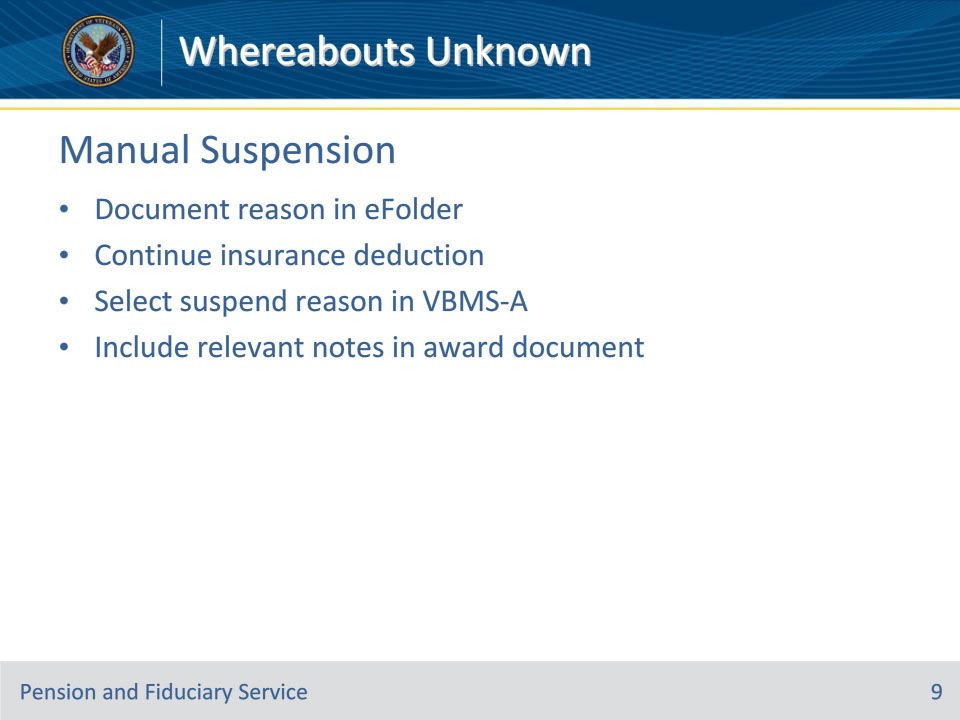 Whereabouts Unknown
Manual Suspension
• Document reason in eFolder
• Continue insurance deduction
• Select suspend reason in VBMS-A
• Include relevant notes in award document
Pension and Fiduciary Service
9